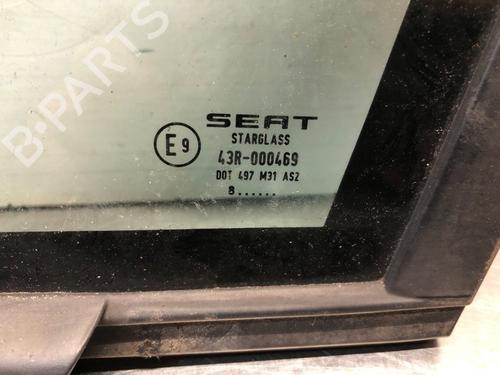 B-PARTS
SEAT
STARGLASS
E9
43R-000469
DOT 497 M31 AS2
8......